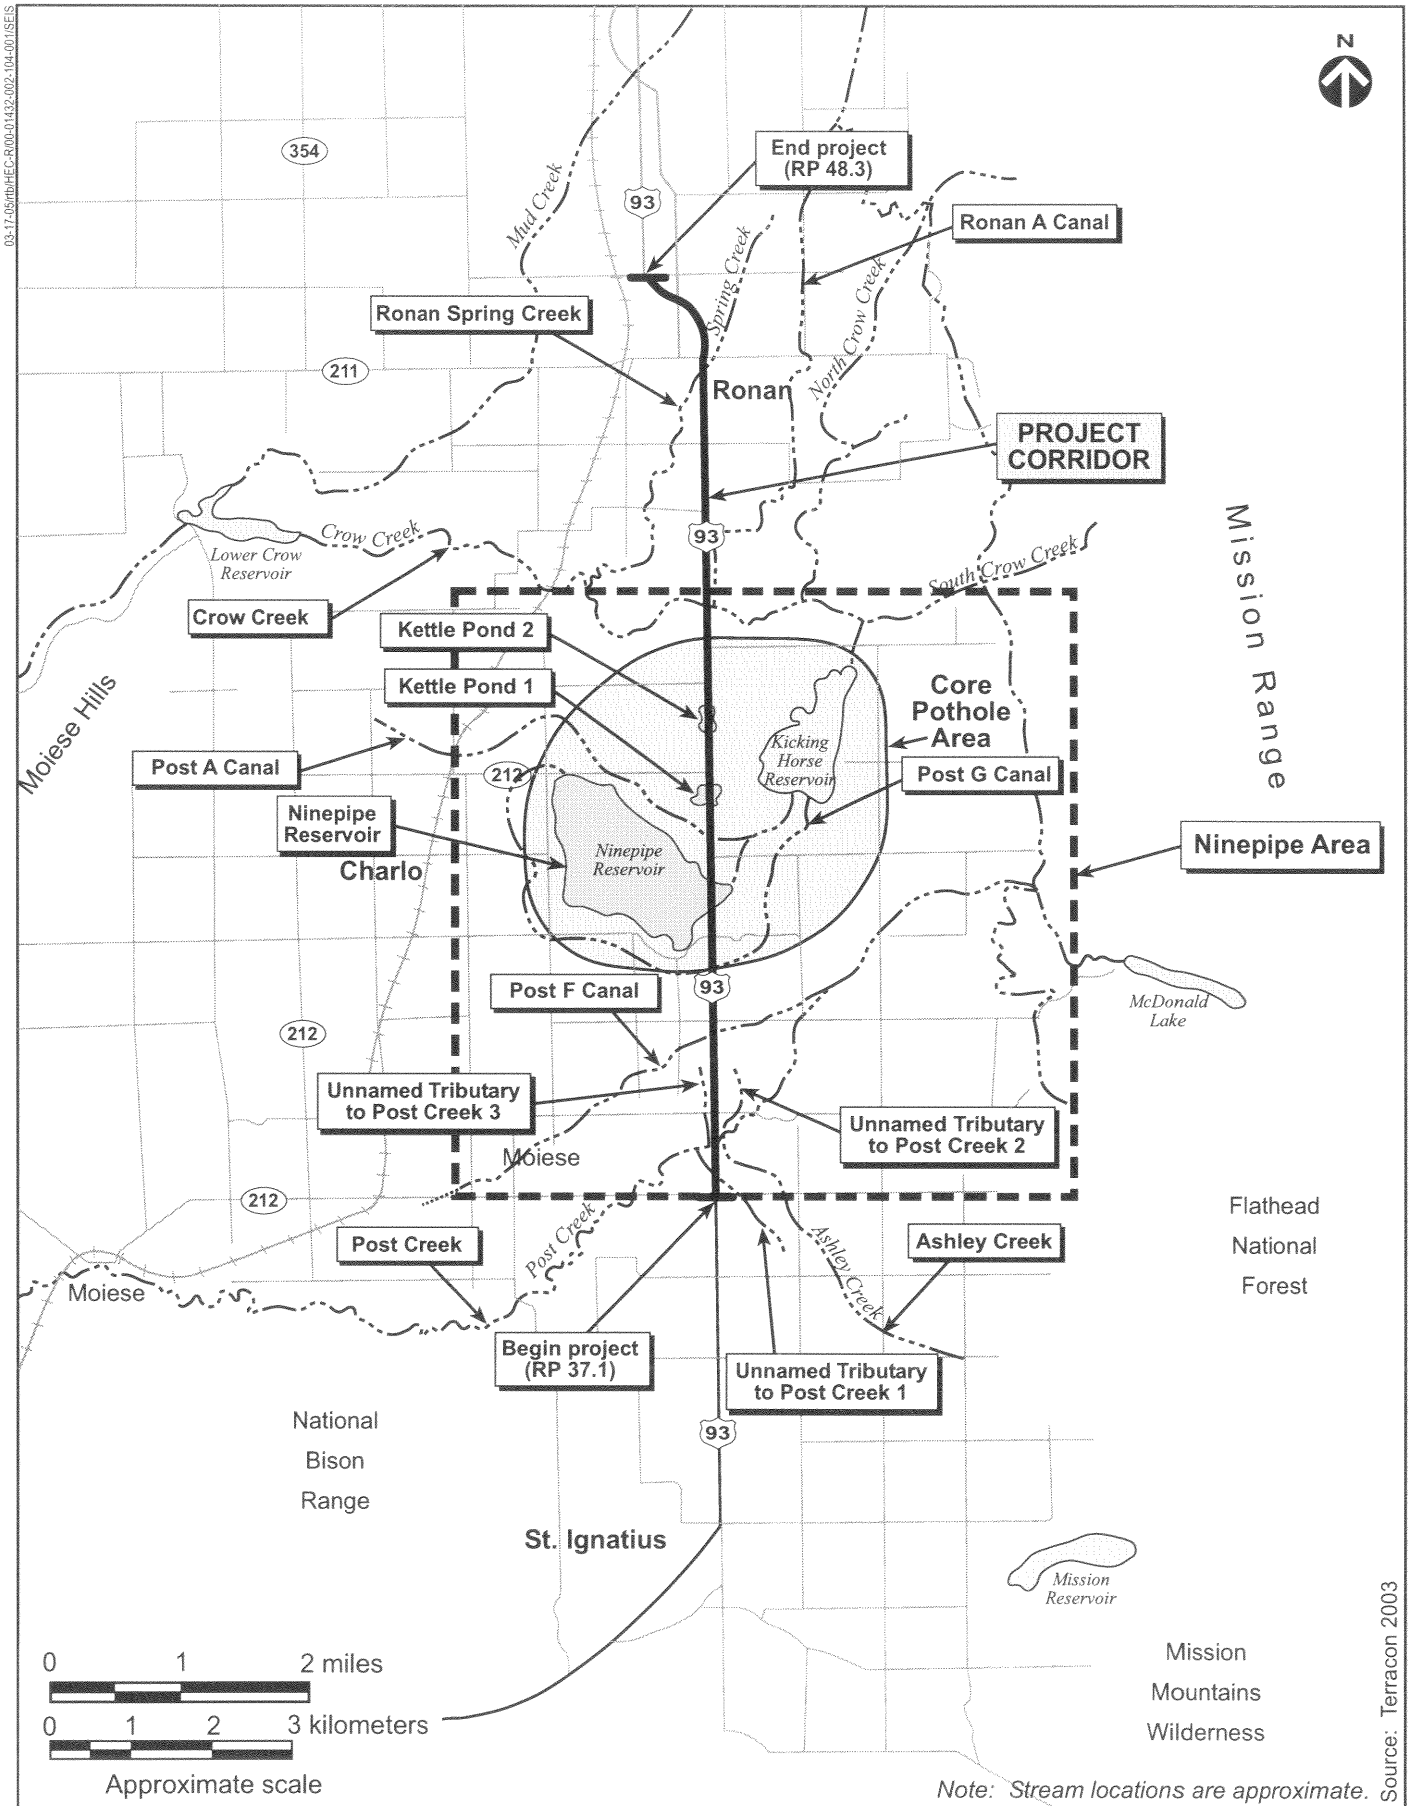 03-17-05/rtb/HEC-R/00-01432-002-104-001/SEIS
N
354
End project
(RP 48.3)
Mud Creek
93
Ronan A Canal
Spring Creek
North Crow Creek
Ronan Spring Creek
211
Ronan
PROJECT
CORRIDOR
Crow Creek
93
Lower Crow
Reservoir
South Crow Creek
Mission Range
Crow Creek
Kettle Pond 2
Kettle Pond 1
Core
Pothole
Area
Moiese Hills
Kicking
Horse
Reservoir
Post A Canal
212
Post G Canal
Ninepipe
Reservoir
Ninepipe Area
Ninepipe
Reservoir
Charlo
Post F Canal
93
McDonald
Lake
212
Unnamed Tributary
to Post Creek 3
Unnamed Tributary
to Post Creek 2
Moiese
212
Flathead
National
Forest
Post Creek
Post Creek
Ashley Creek
Ashley Creek
Moiese
Begin project
(RP 37.1)
Unnamed Tributary
to Post Creek 1
National
Bison
Range
93
St. Ignatius
Mission
Reservoir
Mission
Mountains
Wilderness
0 1 2 miles
0 1 2 3 kilometers
Approximate scale
Note: Stream locations are approximate.
Source: Terracon 2003